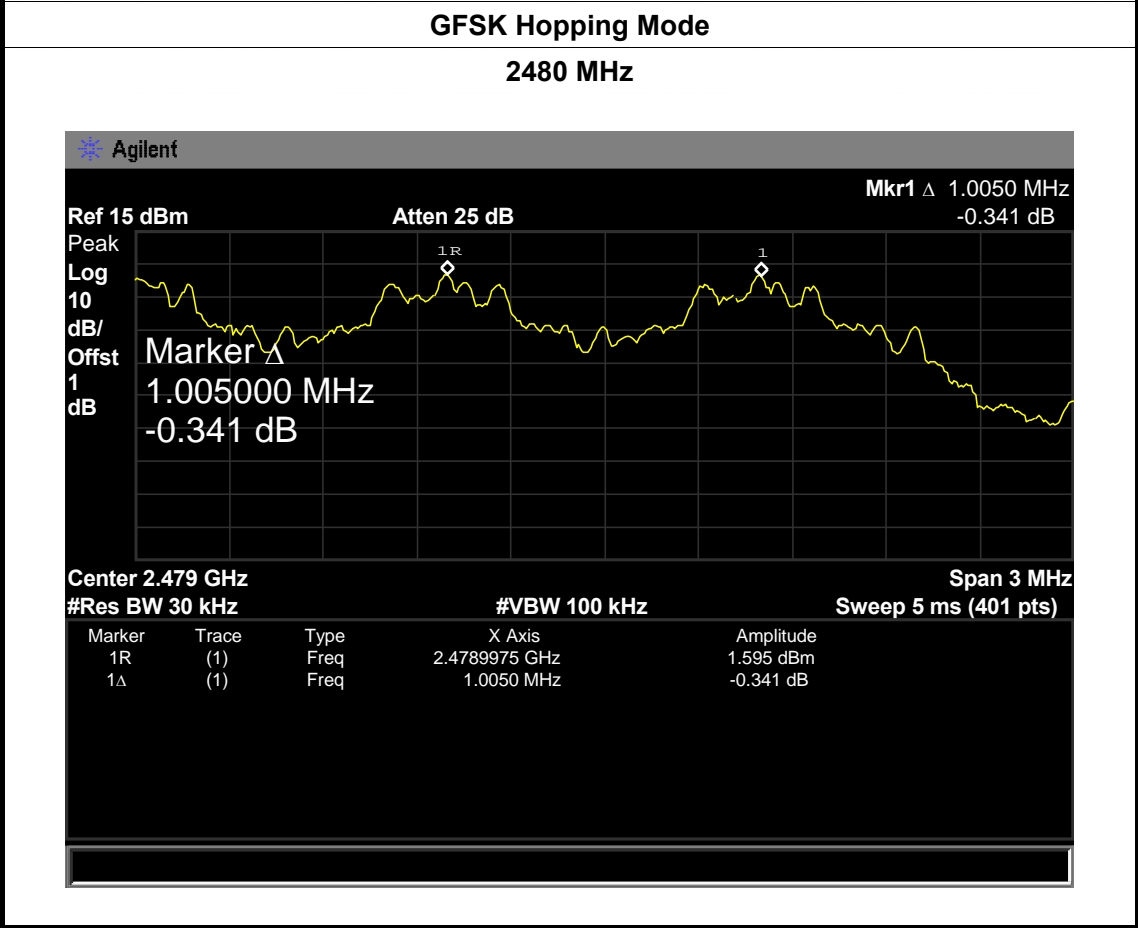 GFSK Hopping Mode
2480 MHz
Agilent
Mkr1 Δ 1.0050 MHz
Ref 15 dBm Atten 25 dB -0.341 dB
Peak
Log
10
dB/
Offst
1
dB
1R
1
Marker Δ
1.005000 MHz
-0.341 dB
Center 2.479 GHz Span 3 MHz
#Res BW 30 kHz #VBW 100 kHz Sweep 5 ms (401 pts)
Marker Trace Type X Axis Amplitude
1R (1) Freq 2.4789975 GHz 1.595 dBm
1Δ (1) Freq 1.0050 MHz -0.341 dB